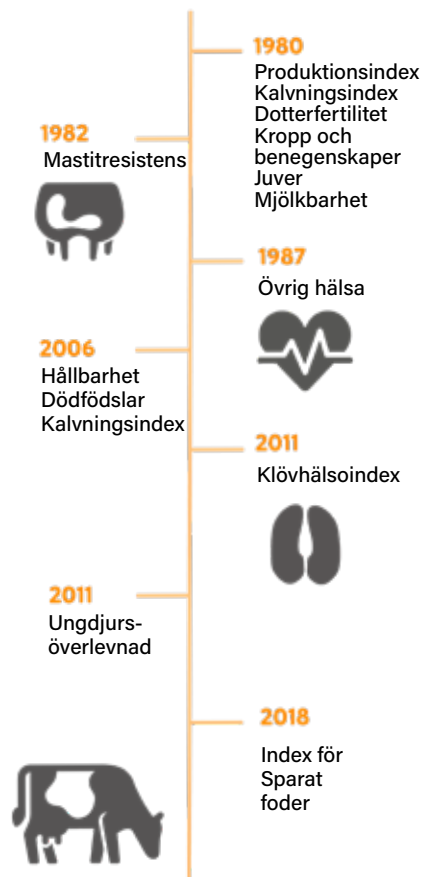 1980
Produktionsindex
Kalvningsindex
Dotterfertilitet
Kropp och
benegenskaper
Juver
Mjölkbarhet
1982
Mastitresistens
1987
Övrig hälsa
2006
Hållbarhet
Dödfödslar
Kalvningsindex
2011
Klövhälsoindex
2011
Ungdjurs-
överlevnad
2018
Index för
Sparat
foder